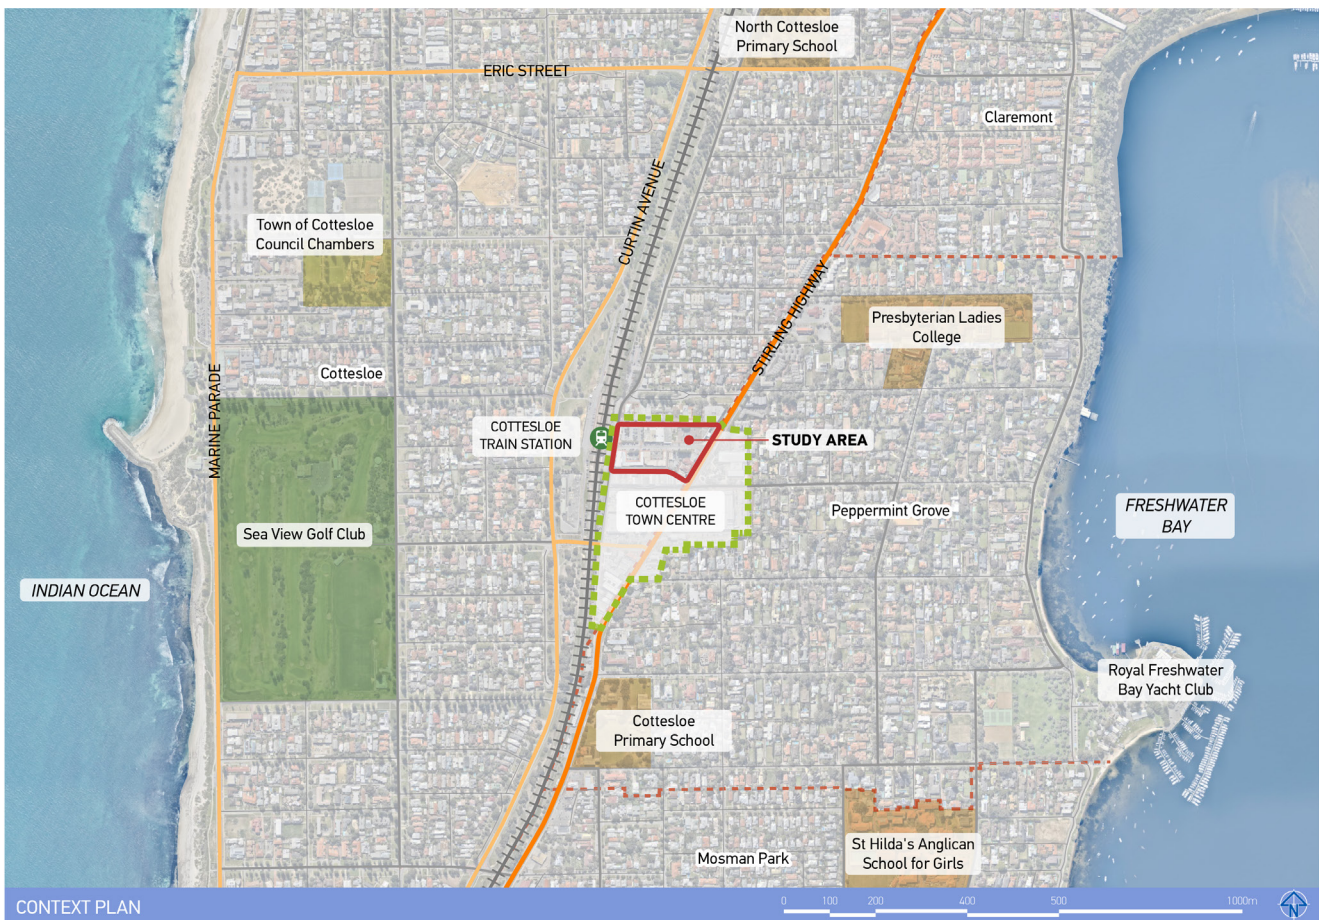 North Cottesloe
Primary School
ERIC STREET
Claremont
CURTIN AVENUE
Town of Cottesloe
Council Chambers
STIRLING HIGHWAY
Presbyterian Ladies
College
Cottesloe
MARINE PARADE
COTTESLOE
TRAIN STATION
STUDY AREA
COTTESLOE
TOWN CENTRE
Peppermint Grove
FRESHWATER
BAY
Sea View Golf Club
INDIAN OCEAN
Royal Freshwater
Bay Yacht Club
Cottesloe
Primary School
St Hilda's Anglican
School for Girls
Mosman Park
CONTEXT PLAN
0 100 200 400 500 1000m
N